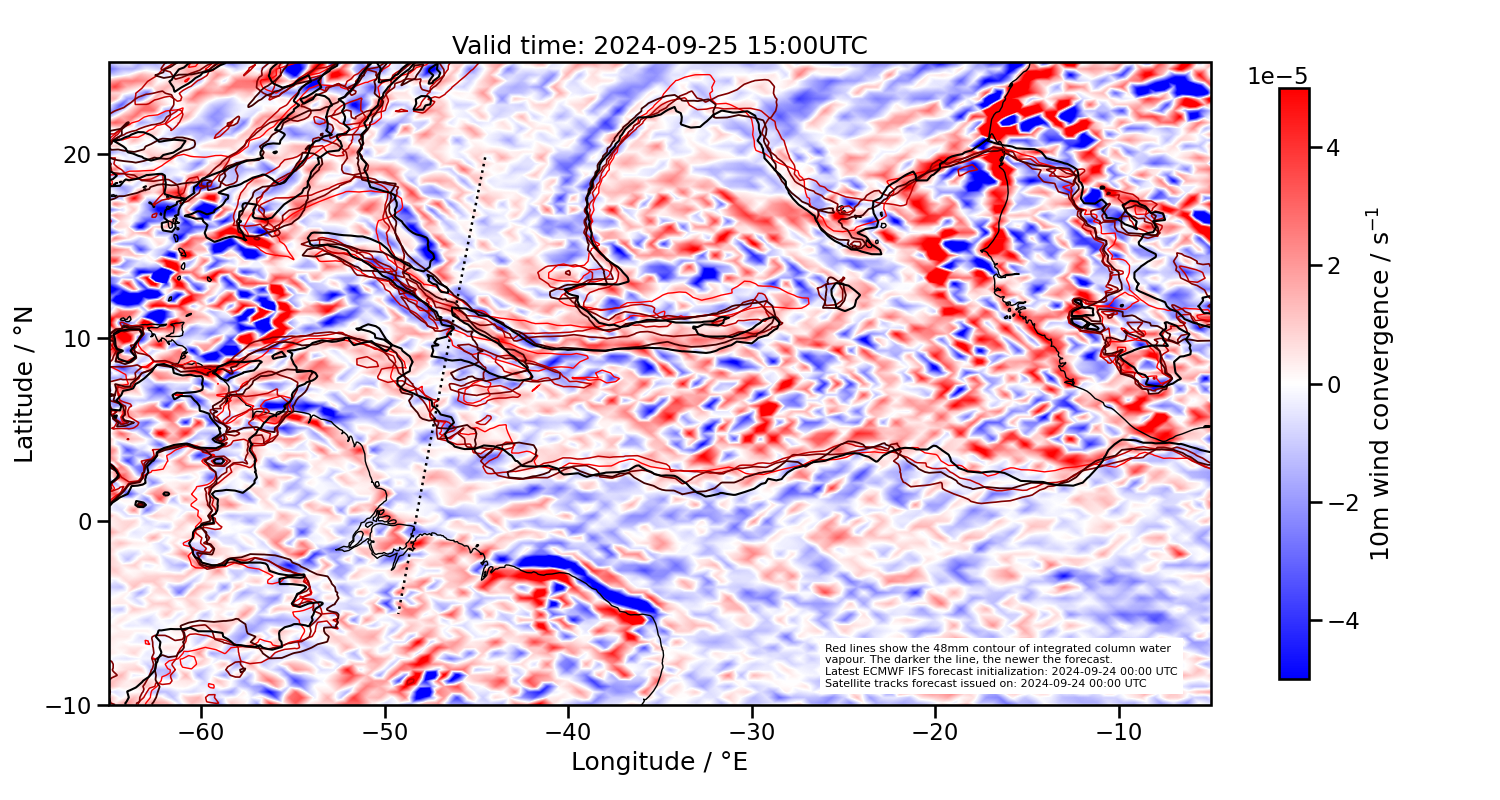 Valid time: 2024-09-25 15:00UTC
1e−5
20
10
0
−10
Latitude / °N
−60
−50
−40
−30
−20
−10
Longitude / °E
4
2
0
−2
−4
10m wind convergence / s⁻¹
Red lines show the 48mm contour of integrated column water
vapour. The darker the line, the newer the forecast.
Latest ECMWF IFS forecast initialization: 2024-09-24 00:00 UTC
Satellite tracks forecast issued on: 2024-09-24 00:00 UTC